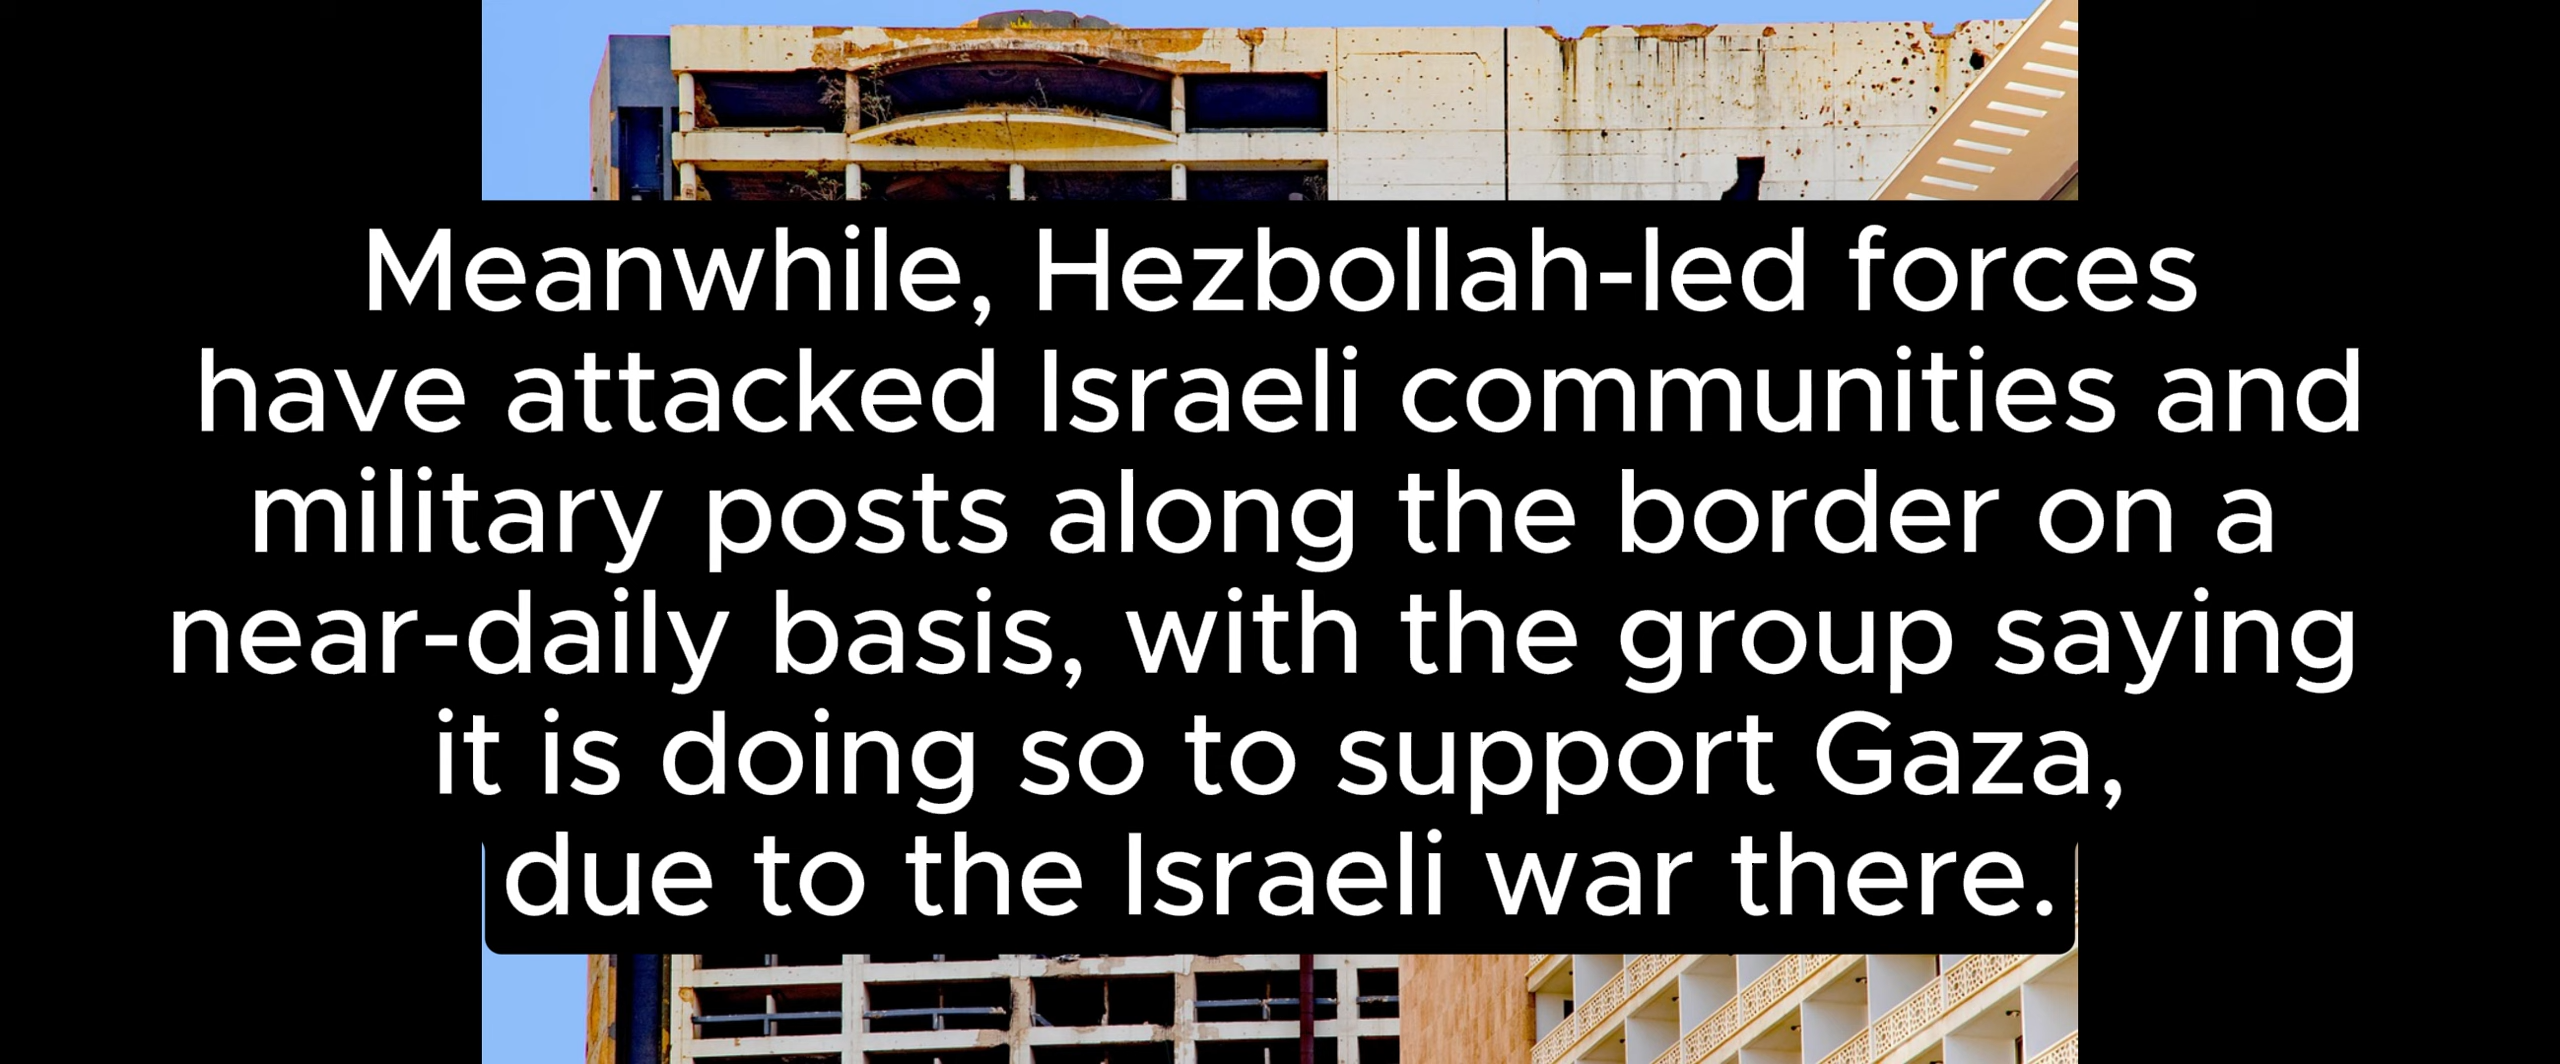 Meanwhile, Hezbollah-led forces
have attacked Israeli communities and
military posts along the border on a
near-daily basis, with the group saying
it is doing so to support Gaza,
due to the Israeli war there.